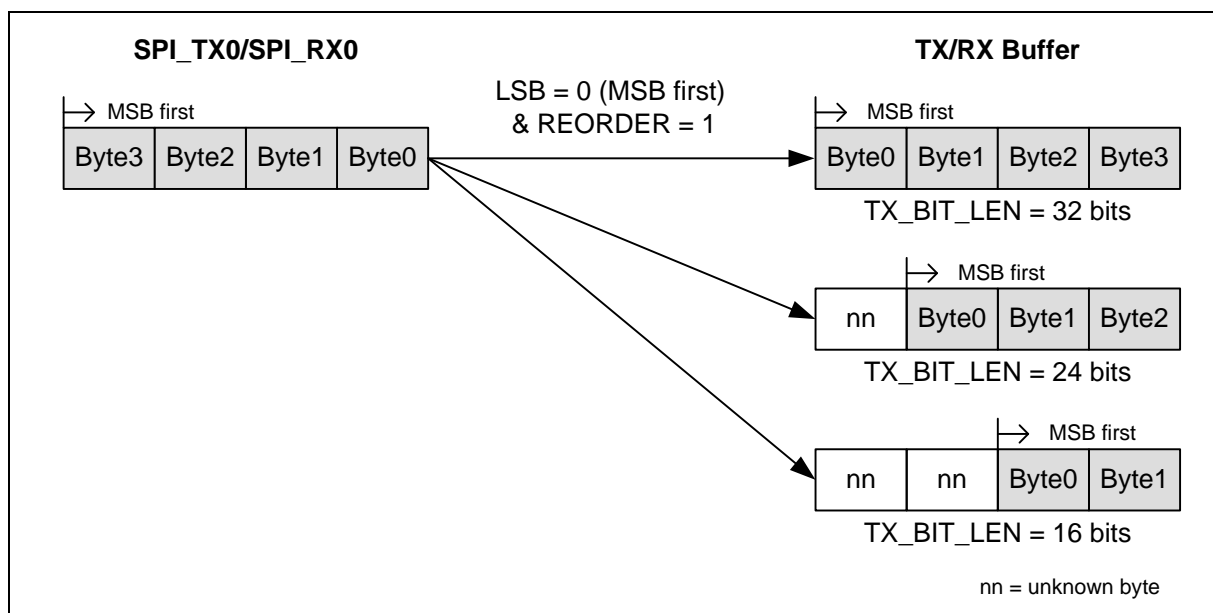 SPI_TX0/SPI_RX0
TX/RX Buffer
LSB = 0 (MSB first)
& REORDER = 1
MSB first
MSB first
Byte3 Byte2 Byte1 Byte0
Byte0 Byte1 Byte2 Byte3
TX_BIT_LEN = 32 bits
MSB first
nn Byte0 Byte1 Byte2
TX_BIT_LEN = 24 bits
MSB first
nn nn Byte0 Byte1
TX_BIT_LEN = 16 bits
nn = unknown byte